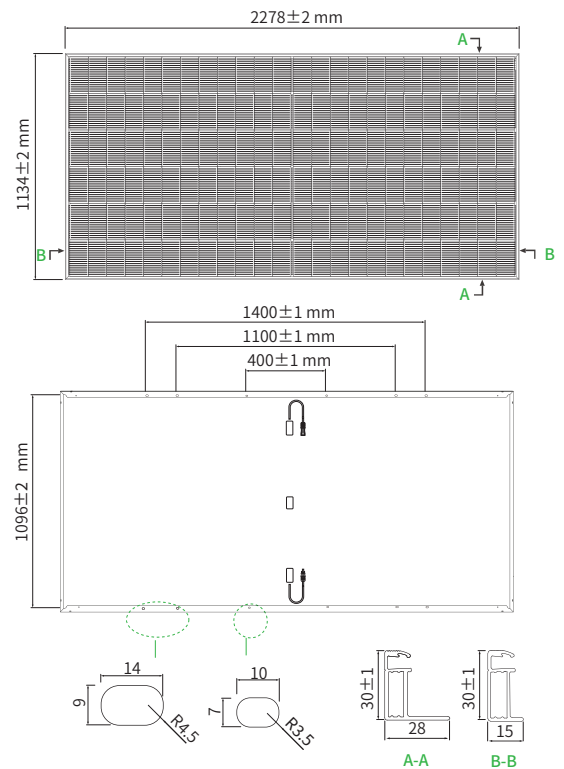 2278±2 mm
A
1134±2 mm
B
B
A
1400±1 mm
1100±1 mm
400±1 mm
1096±2 mm
14
9
R4.5
10
7
R3.5
30±1
28
A-A
30±1
15
B-B